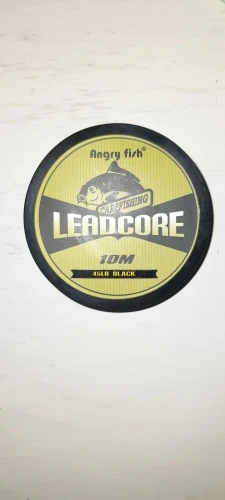 Angry fish®
CARPFISHING
LEADCORE
10M
45LB BLACK